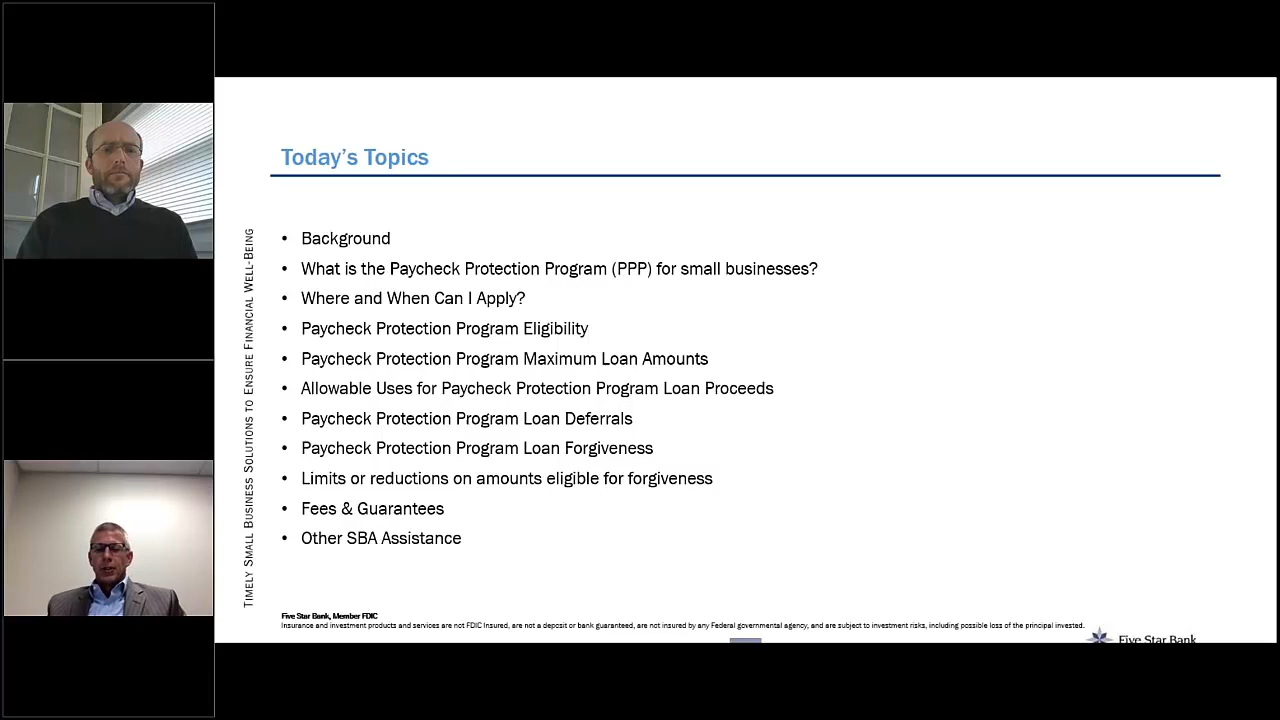 Today's Topics
TIMELY SMALL BUSINESS SOLUTIONS TO ENSURE FINANCIAL WELL-BEING
• Background
• What is the Paycheck Protection Program (PPP) for small businesses?
• Where and When Can I Apply?
• Paycheck Protection Program Eligibility
• Paycheck Protection Program Maximum Loan Amounts
• Allowable Uses for Paycheck Protection Program Loan Proceeds
• Paycheck Protection Program Loan Deferrals
• Paycheck Protection Program Loan Forgiveness
• Limits or reductions on amounts eligible for forgiveness
• Fees & Guarantees
• Other SBA Assistance
Five Star Bank, Member FDIC
Insurance and investment products and services are not FDIC Insured, are not a deposit or bank guaranteed, are not insured by any Federal governmental agency, and are subject to investment risks, including possible loss of the principal invested.
Five Star Bank